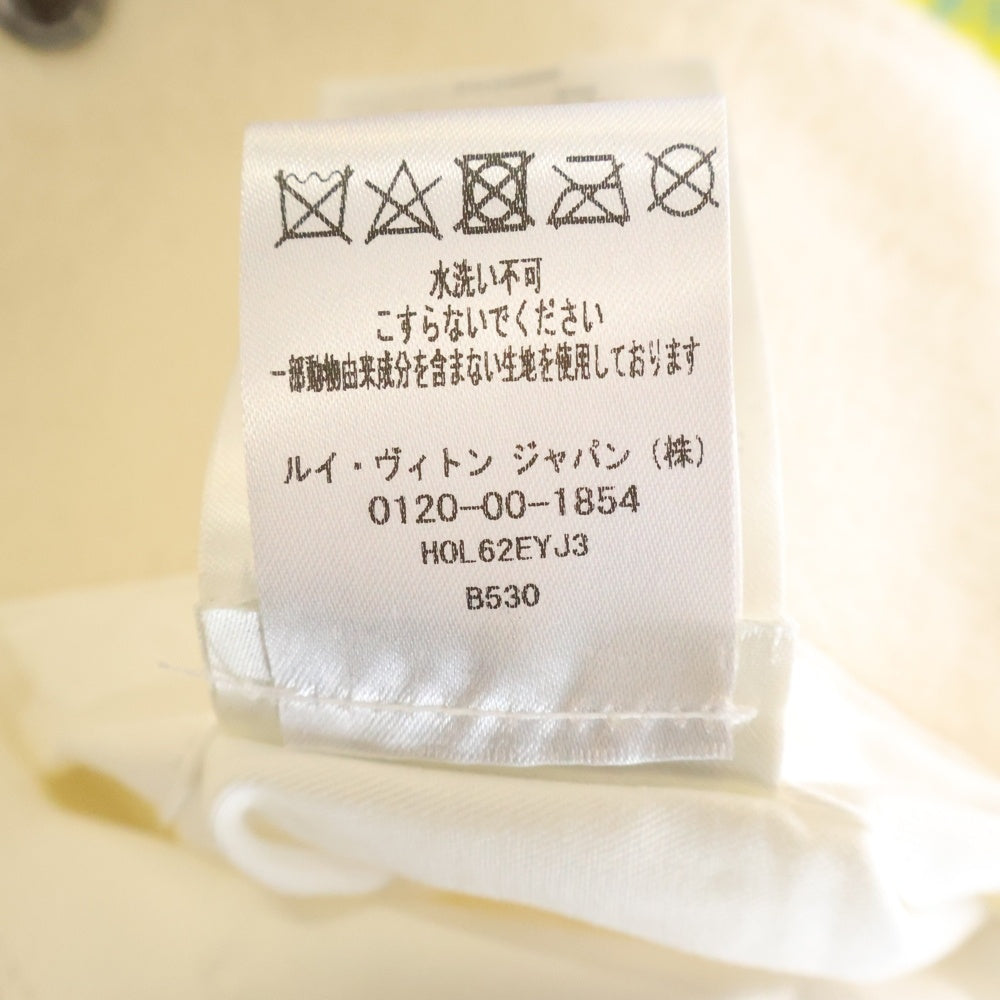 水洗い不可
こすらないでください
一部動物由来成分を含まない生地を使用しております
ルイ・ヴィトン ジャパン（株）
0120-00-1854
HOL62EYJ3
B530